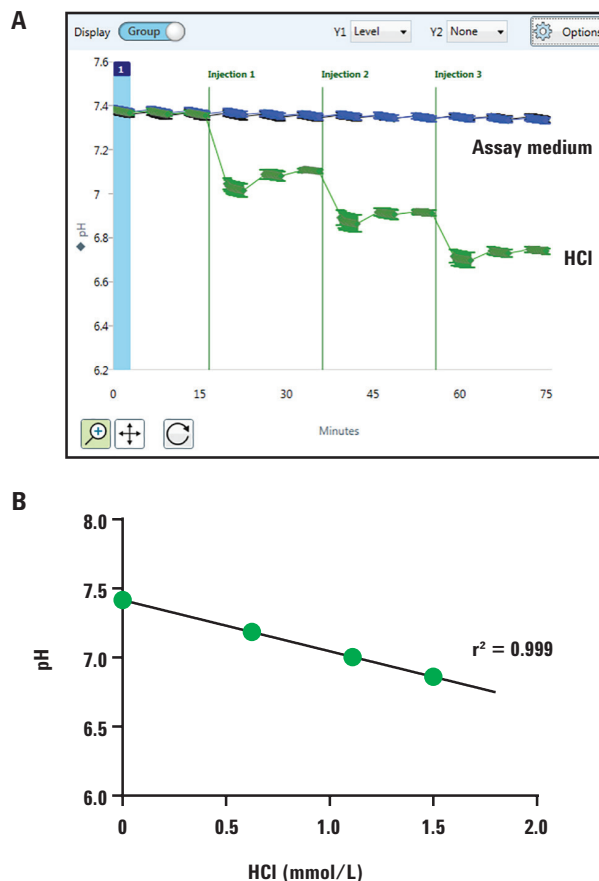 A
Display Group Y1 Level Y2 None Options
7.6
1
Injection 1 Injection 2 Injection 3
7.4
Assay medium
7.2
7
6.8
HCl
6.6
6.4
6.2
◆ pH
0 15 30 45 60 75
Minutes
B
8.0
7.5
r² = 0.999
7.0
6.5
6.0
pH
0 0.5 1.0 1.5 2.0
HCl (mmol/L)